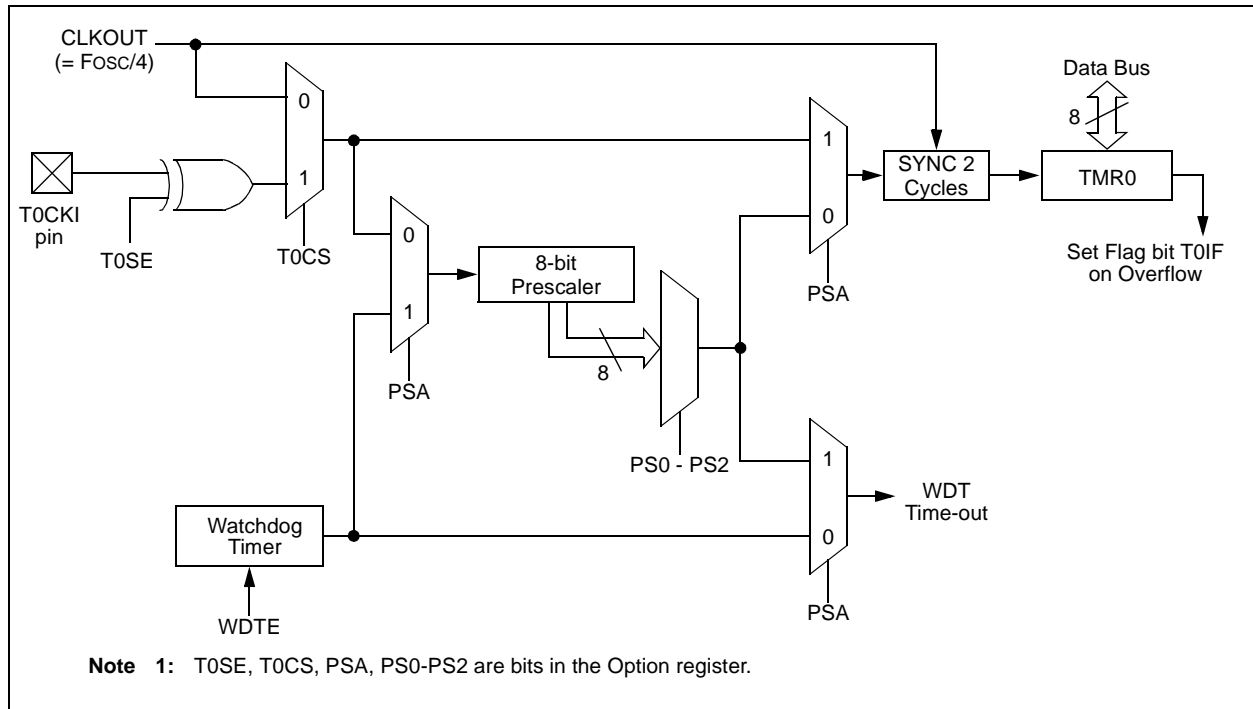 CLKOUT
(= FOSC/4)
0
1
T0CKI
pin
T0SE
T0CS
0
1
PSA
8-bit
Prescaler
8
PS0 - PS2
1
0
PSA
SYNC 2
Cycles
Data Bus
8
TMR0
Set Flag bit T0IF
on Overflow
Watchdog
Timer
WDTE
1
0
PSA
WDT
Time-out
Note 1: T0SE, T0CS, PSA, PS0-PS2 are bits in the Option register.